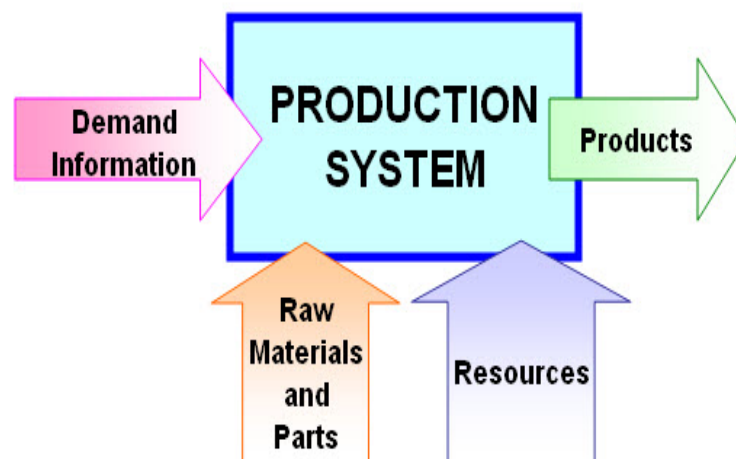 PRODUCTION
SYSTEM
Demand
Information
Products
Raw
Materials
and
Parts
Resources